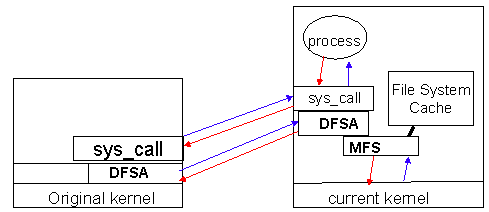 process
sys_call
File System
Cache
DFSA
MFS
sys_call
DFSA
Original kernel
current kernel